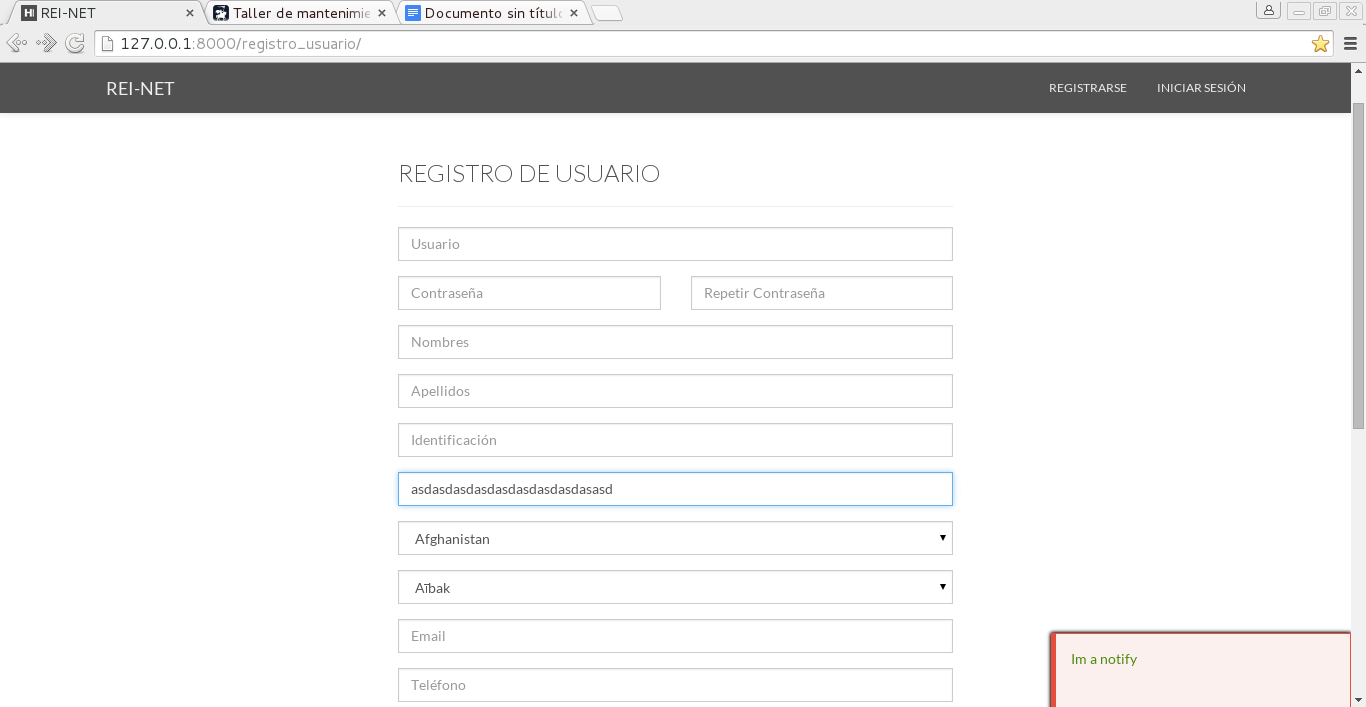 REI-NET
Taller de mantenimie
Documento sin títul
127.0.0.1:8000/registro_usuario/
REI-NET
REGISTRARSE
INICIAR SESIÓN
REGISTRO DE USUARIO
Usuario
Contraseña
Repetir Contraseña
Nombres
Apellidos
Identificación
asdasdasdasdasdasdasdasdasasd
Afghanistan
Aībak
Email
Teléfono
Im a notify